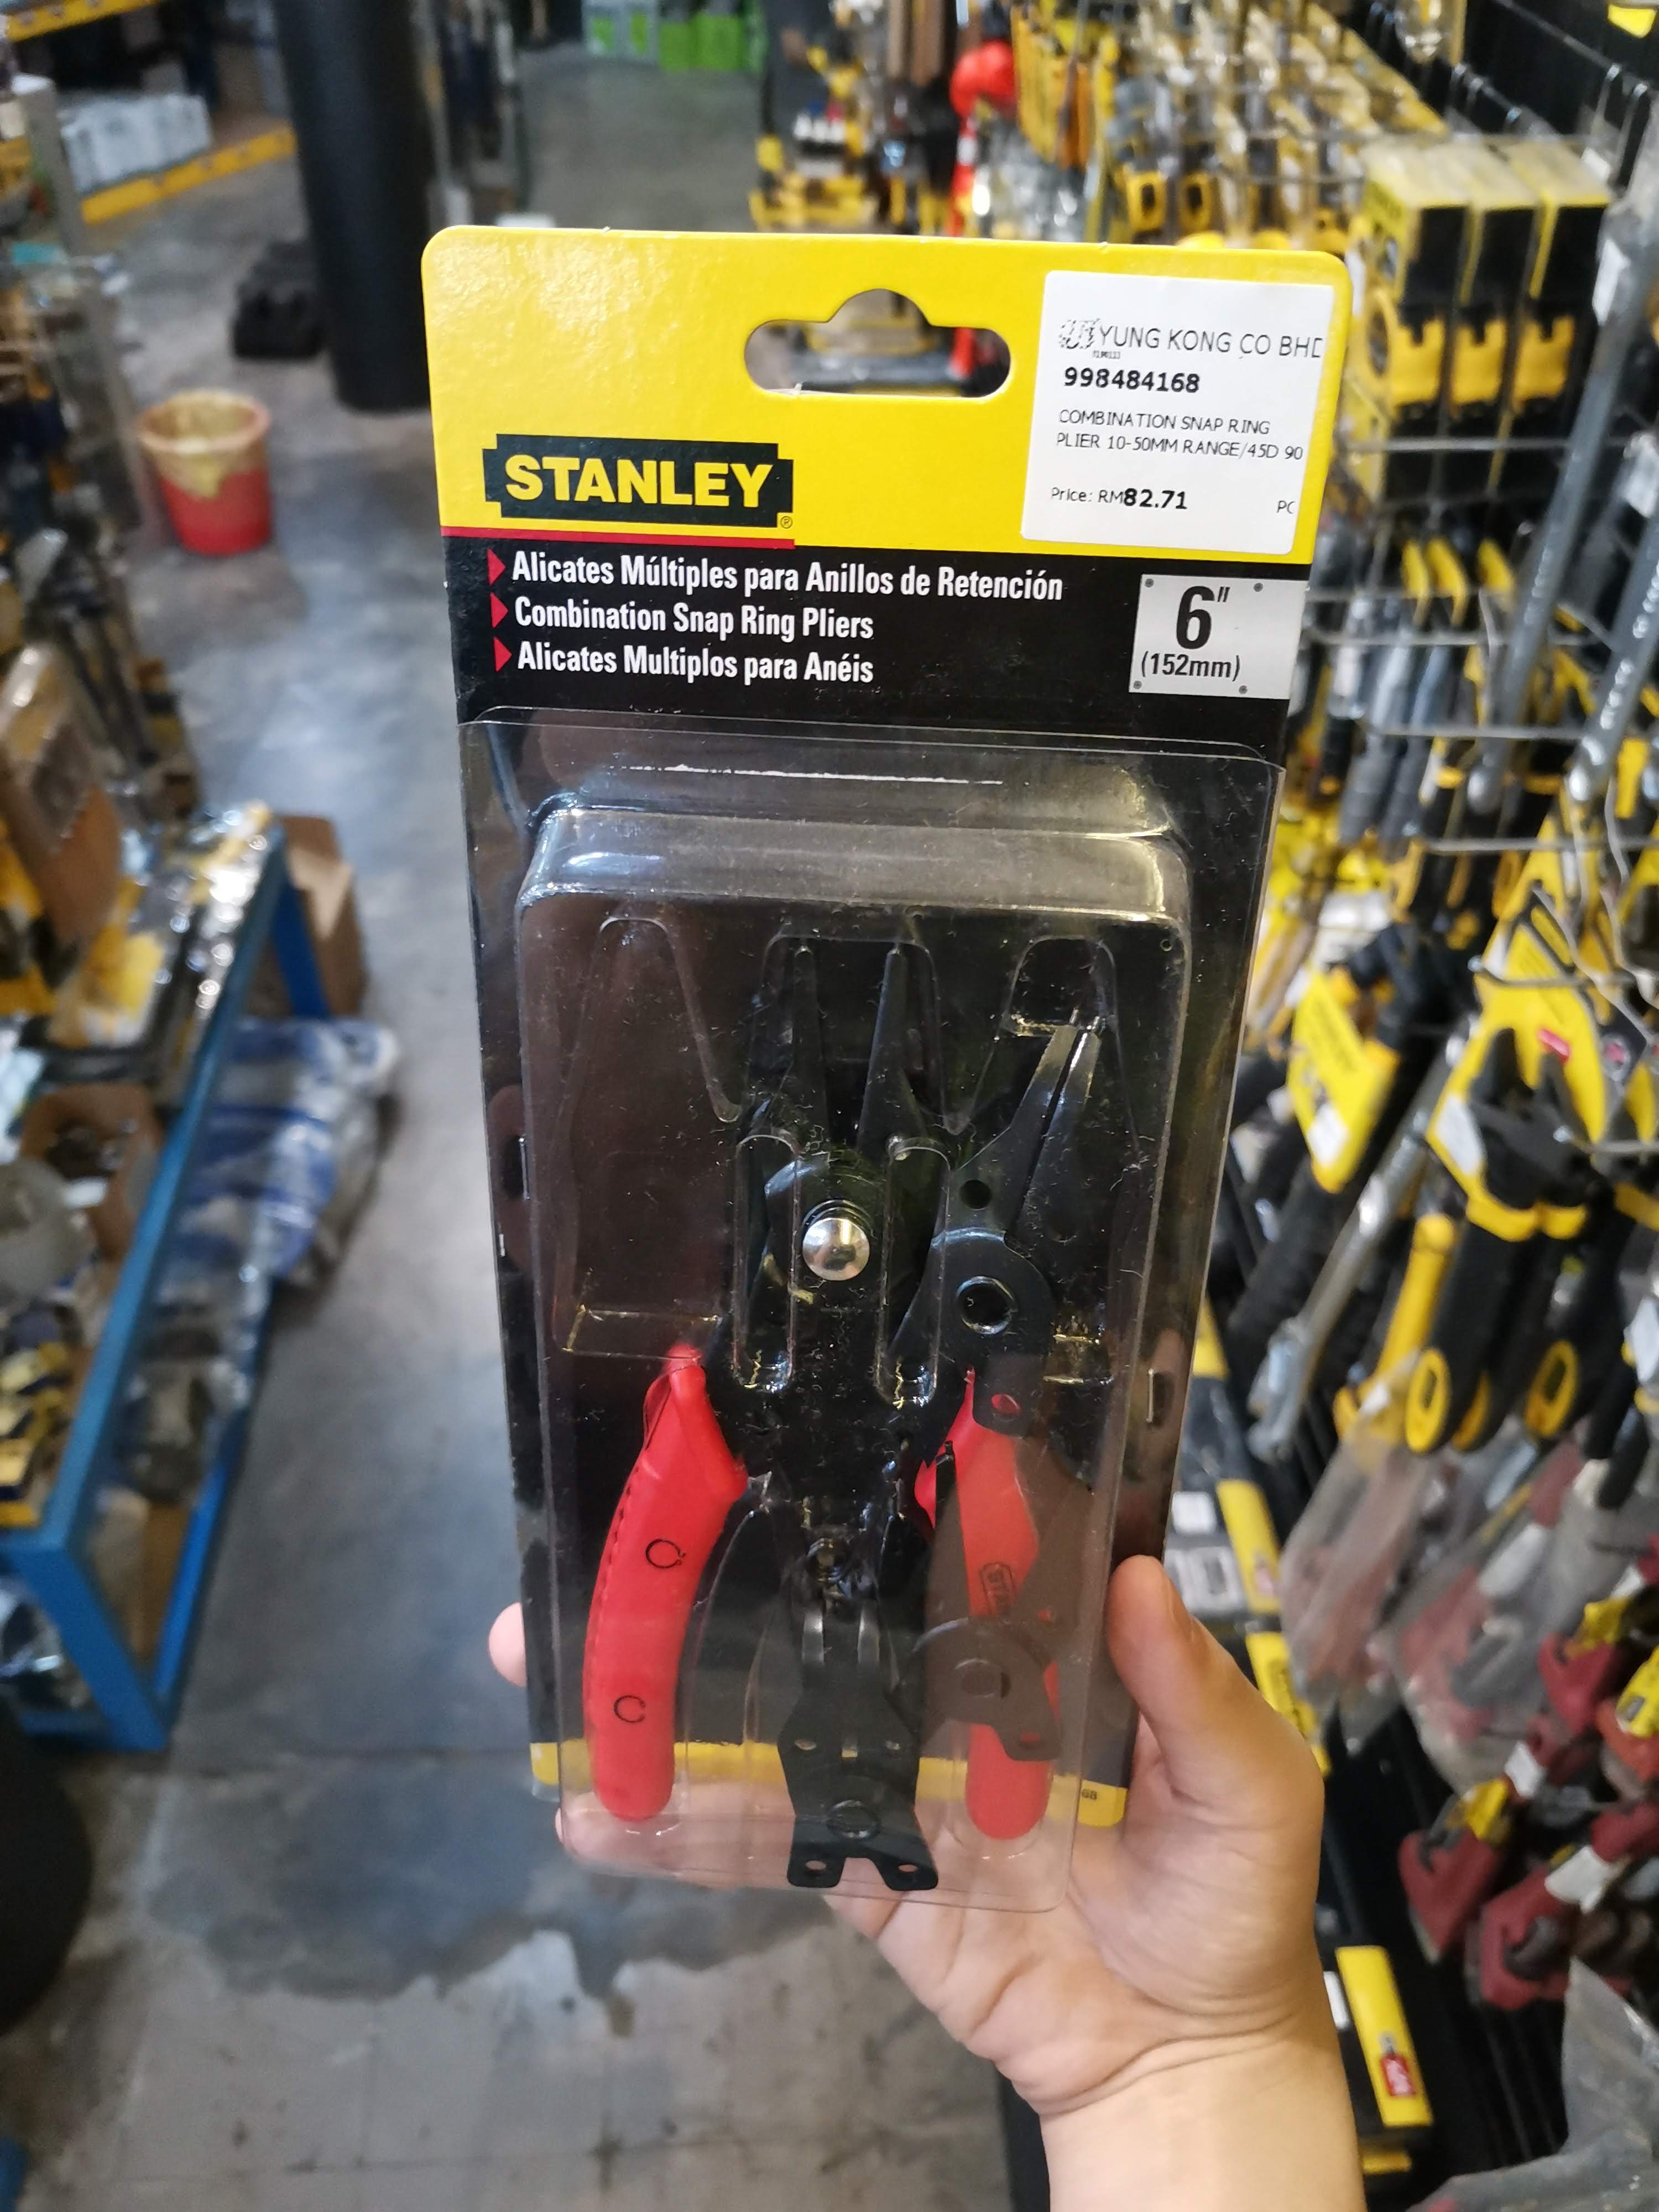 YUNG KONG CO BHD
998484168
COMBINATION SNAP RING
PLIER 10-50MM RANGE/45D 90
Price: RM82.71 PC
STANLEY®
Alicates Múltiples para Anillos de Retención
Combination Snap Ring Pliers
Alicates Multiplos para Anéis
6"
(152mm)